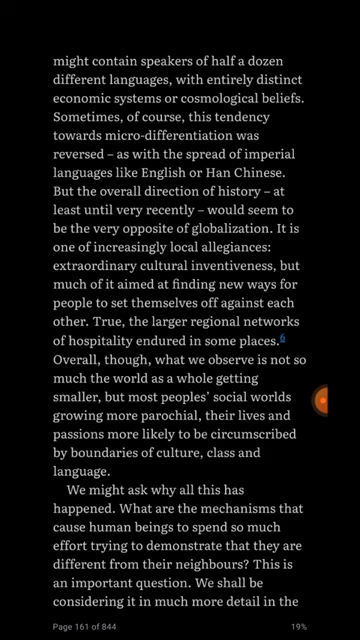 might contain speakers of half a dozen
different languages, with entirely distinct
economic systems or cosmological beliefs.
Sometimes, of course, this tendency
towards micro-differentiation was
reversed – as with the spread of imperial
languages like English or Han Chinese.
But the overall direction of history – at
least until very recently – would seem to
be the very opposite of globalization. It is
one of increasingly local allegiances:
extraordinary cultural inventiveness, but
much of it aimed at finding new ways for
people to set themselves off against each
other. True, the larger regional networks
of hospitality endured in some places.6
Overall, though, what we observe is not so
much the world as a whole getting
smaller, but most peoples’ social worlds
growing more parochial, their lives and
passions more likely to be circumscribed
by boundaries of culture, class and
language.
We might ask why all this has
happened. What are the mechanisms that
cause human beings to spend so much
effort trying to demonstrate that they are
different from their neighbours? This is
an important question. We shall be
considering it in much more detail in the
Page 161 of 844
19%